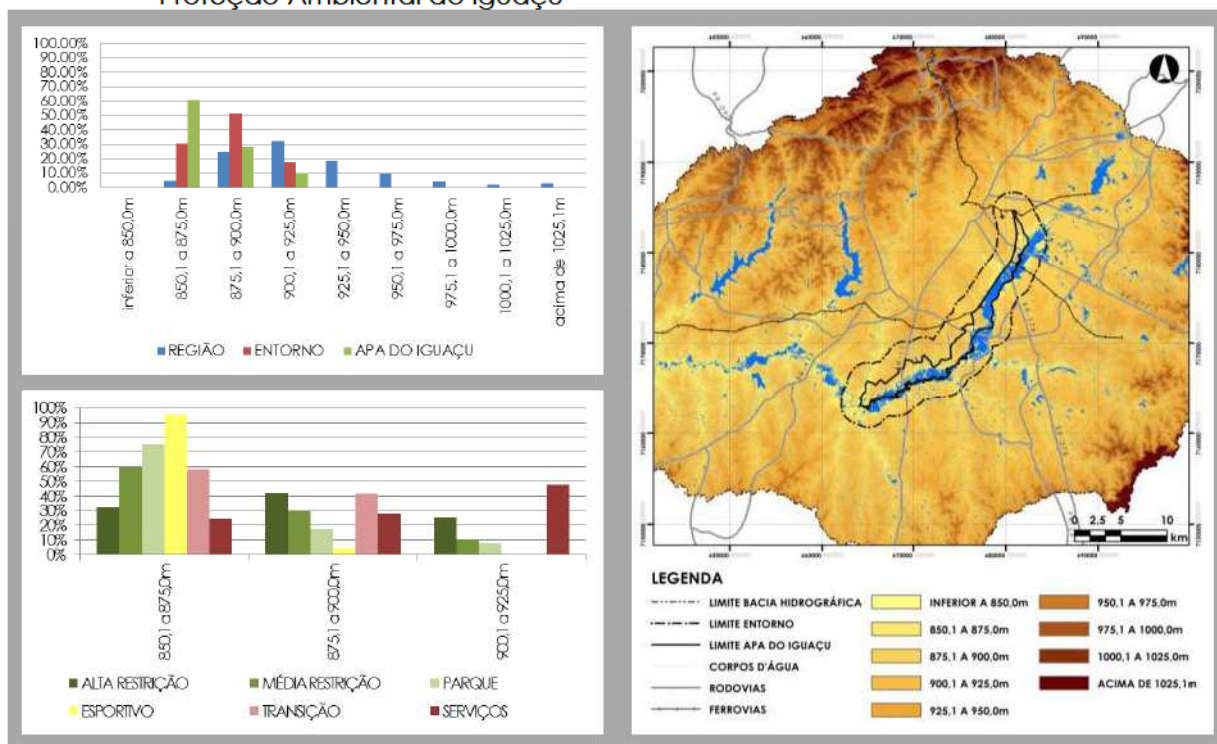 Proteção Ambiental do Iguaçu
100.00%
90.00%
80.00%
70.00%
60.00%
50.00%
40.00%
30.00%
20.00%
10.00%
0.00%
inferior a 850,0m
850,1 a 875,0m
875,1 a 900,0m
900,1 a 925,0m
925,1 a 950,0m
950,1 a 975,0m
975,1 a 1000,0m
1000,1 a 1025,0m
acima de 1025,1m
REGIÃO ENTORNO APA DO IGUAÇU
100%
90%
80%
70%
60%
50%
40%
30%
20%
10%
0%
850,1 a 875,0m
875,1 a 900,0m
900,1 a 925,0m
ALTA RESTRIÇÃO MÉDIA RESTRIÇÃO PARQUE
ESPORTIVO TRANSIÇÃO SERVIÇOS
0 2.5 5 10
km
LEGENDA
LIMITE BACIA HIDROGRÁFICA
LIMITE ENTORNO
LIMITE APA DO IGUAÇU
CORPOS D'ÁGUA
RODOVIAS
FERROVIAS
INFERIOR A 850,0m
850,1 A 875,0m
875,1 A 900,0m
900,1 A 925,0m
925,1 A 950,0m
950,1 A 975,0m
975,1 A 1000,0m
1000,1 A 1025,0m
ACIMA DE 1025,1m